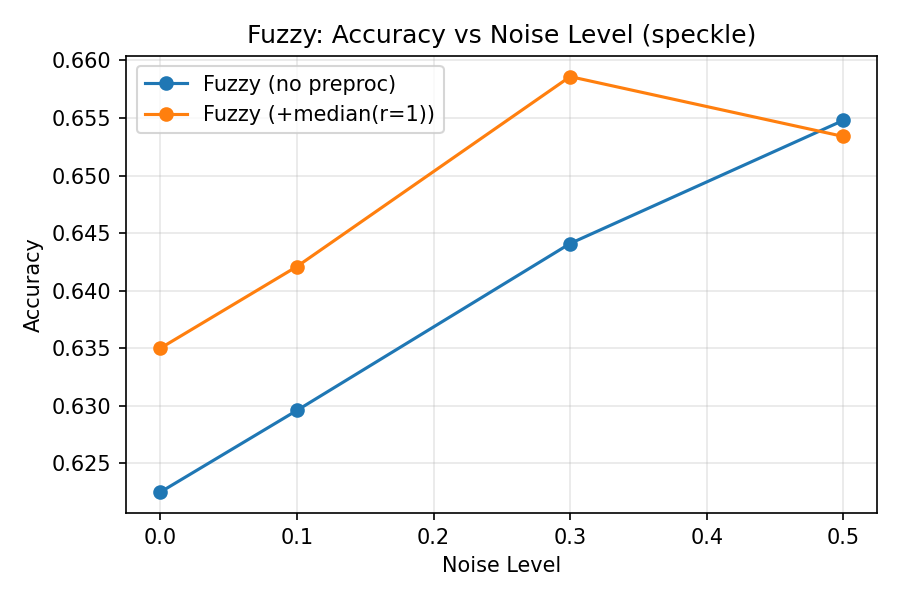 Fuzzy: Accuracy vs Noise Level (speckle)
Fuzzy (no preproc)
Fuzzy (+median(r=1))
Accuracy
0.660
0.655
0.650
0.645
0.640
0.635
0.630
0.625
0.0 0.1 0.2 0.3 0.4 0.5
Noise Level